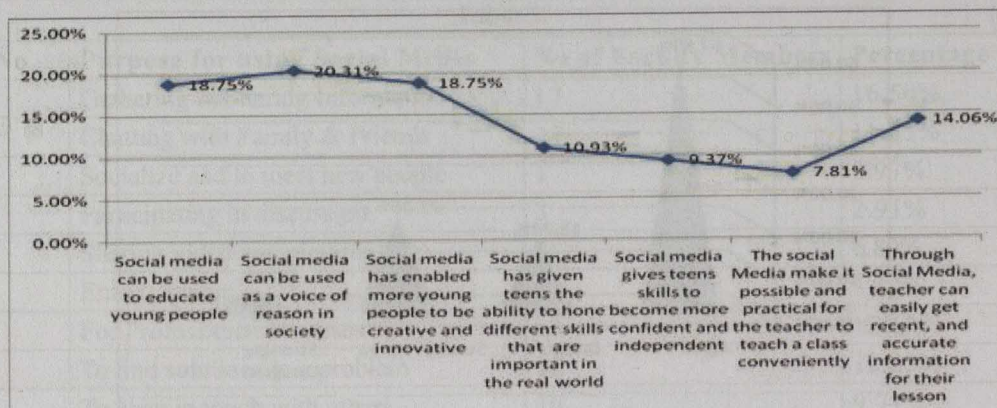 25.00%
20.00%
15.00%
10.00%
5.00%
0.00%
18.75%
20.31%
18.75%
10.93%
9.37%
7.81%
14.06%
Social media
can be used
to educate
young people
Social media
can be used
as a voice of
reason in
society
Social media
has enabled
more young
people to be
creative and
innovative
Social media
has given
teens the
ability to hone
different skills
that are
important in
the real world
Social media
gives teens
skills to
become more
confident and
independent
The social
Media make it
possible and
practical for
the teacher to
teach a class
conveniently
Through
Social Media,
teacher can
easily get
recent, and
accurate
information
for their
lesson